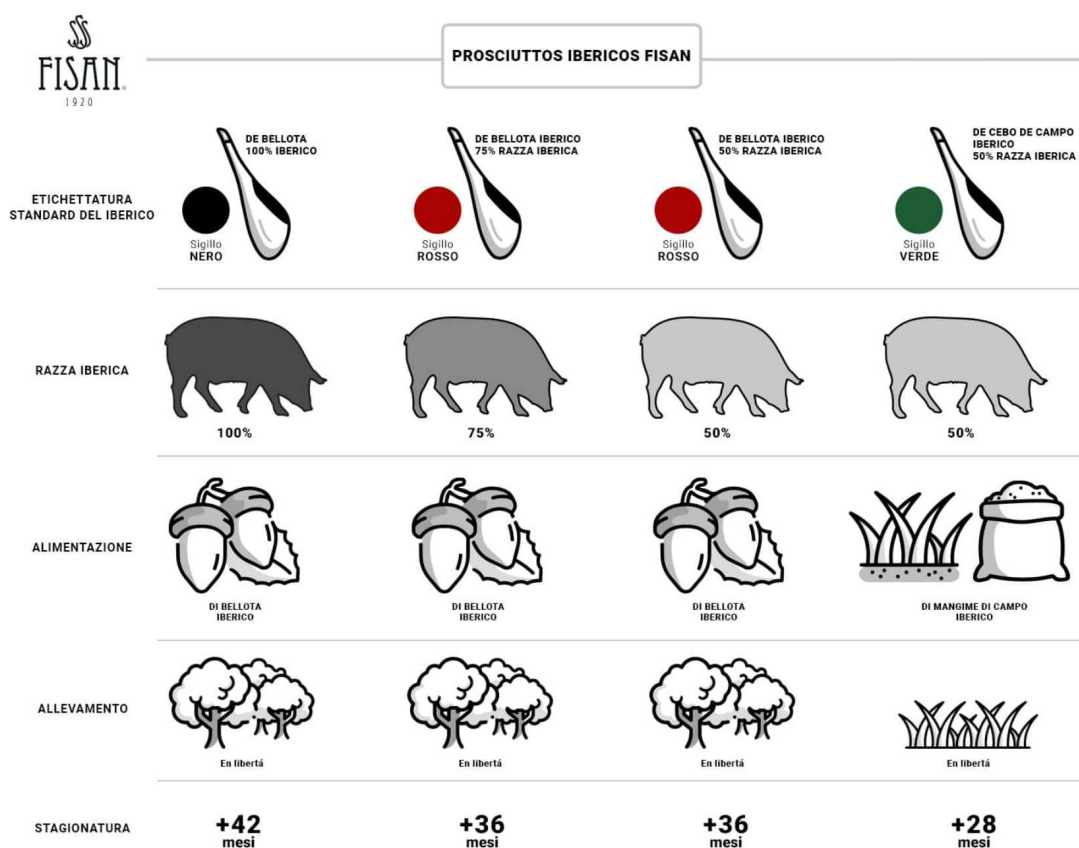 FISAN
1920
PROSCIUTTOS IBERICOS FISAN
ETICHETTATURA
STANDARD DEL IBERICO
DE BELLOTA
100% IBERICO
Sigillo
NERO
DE BELLOTA IBERICO
75% RAZZA IBERICA
Sigillo
ROSSO
DE BELLOTA IBERICO
50% RAZZA IBERICA
Sigillo
ROSSO
DE CEBO DE CAMPO
IBERICO
50% RAZZA IBERICA
Sigillo
VERDE
RAZZA IBERICA
100%
75%
50%
50%
ALIMENTAZIONE
DI BELLOTA
IBERICO
DI BELLOTA
IBERICO
DI BELLOTA
IBERICO
DI MANGIME DI CAMPO
IBERICO
ALLEVAMENTO
En libertá
En libertá
En libertá
En libertá
STAGIONATURA
+42
mesi
+36
mesi
+36
mesi
+28
mesi